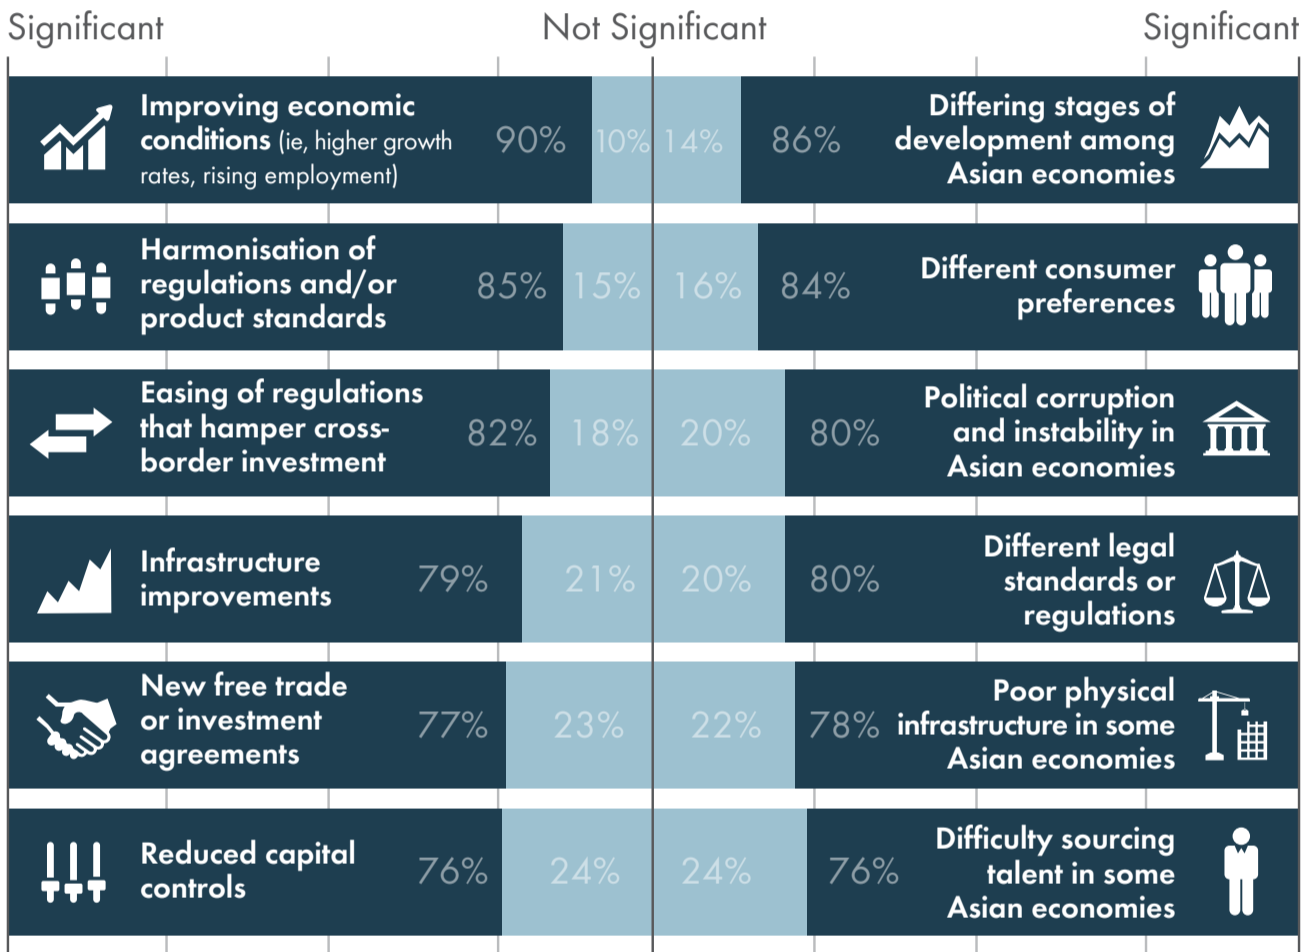 Significant Not Significant Significant
Improving economic
conditions (ie, higher growth
rates, rising employment)
90% 10% 14% 86%
Differing stages of
development among
Asian economies
Harmonisation of
regulations and/or
product standards
85% 15% 16% 84%
Different consumer
preferences
Easing of regulations
that hamper cross-
border investment
82% 18% 20% 80%
Political corruption
and instability in
Asian economies
Infrastructure
improvements
79% 21% 20% 80%
Different legal
standards or
regulations
New free trade
or investment
agreements
77% 23% 22% 78%
Poor physical
infrastructure in some
Asian economies
Reduced capital
controls
76% 24% 24% 76%
Difficulty sourcing
talent in some
Asian economies